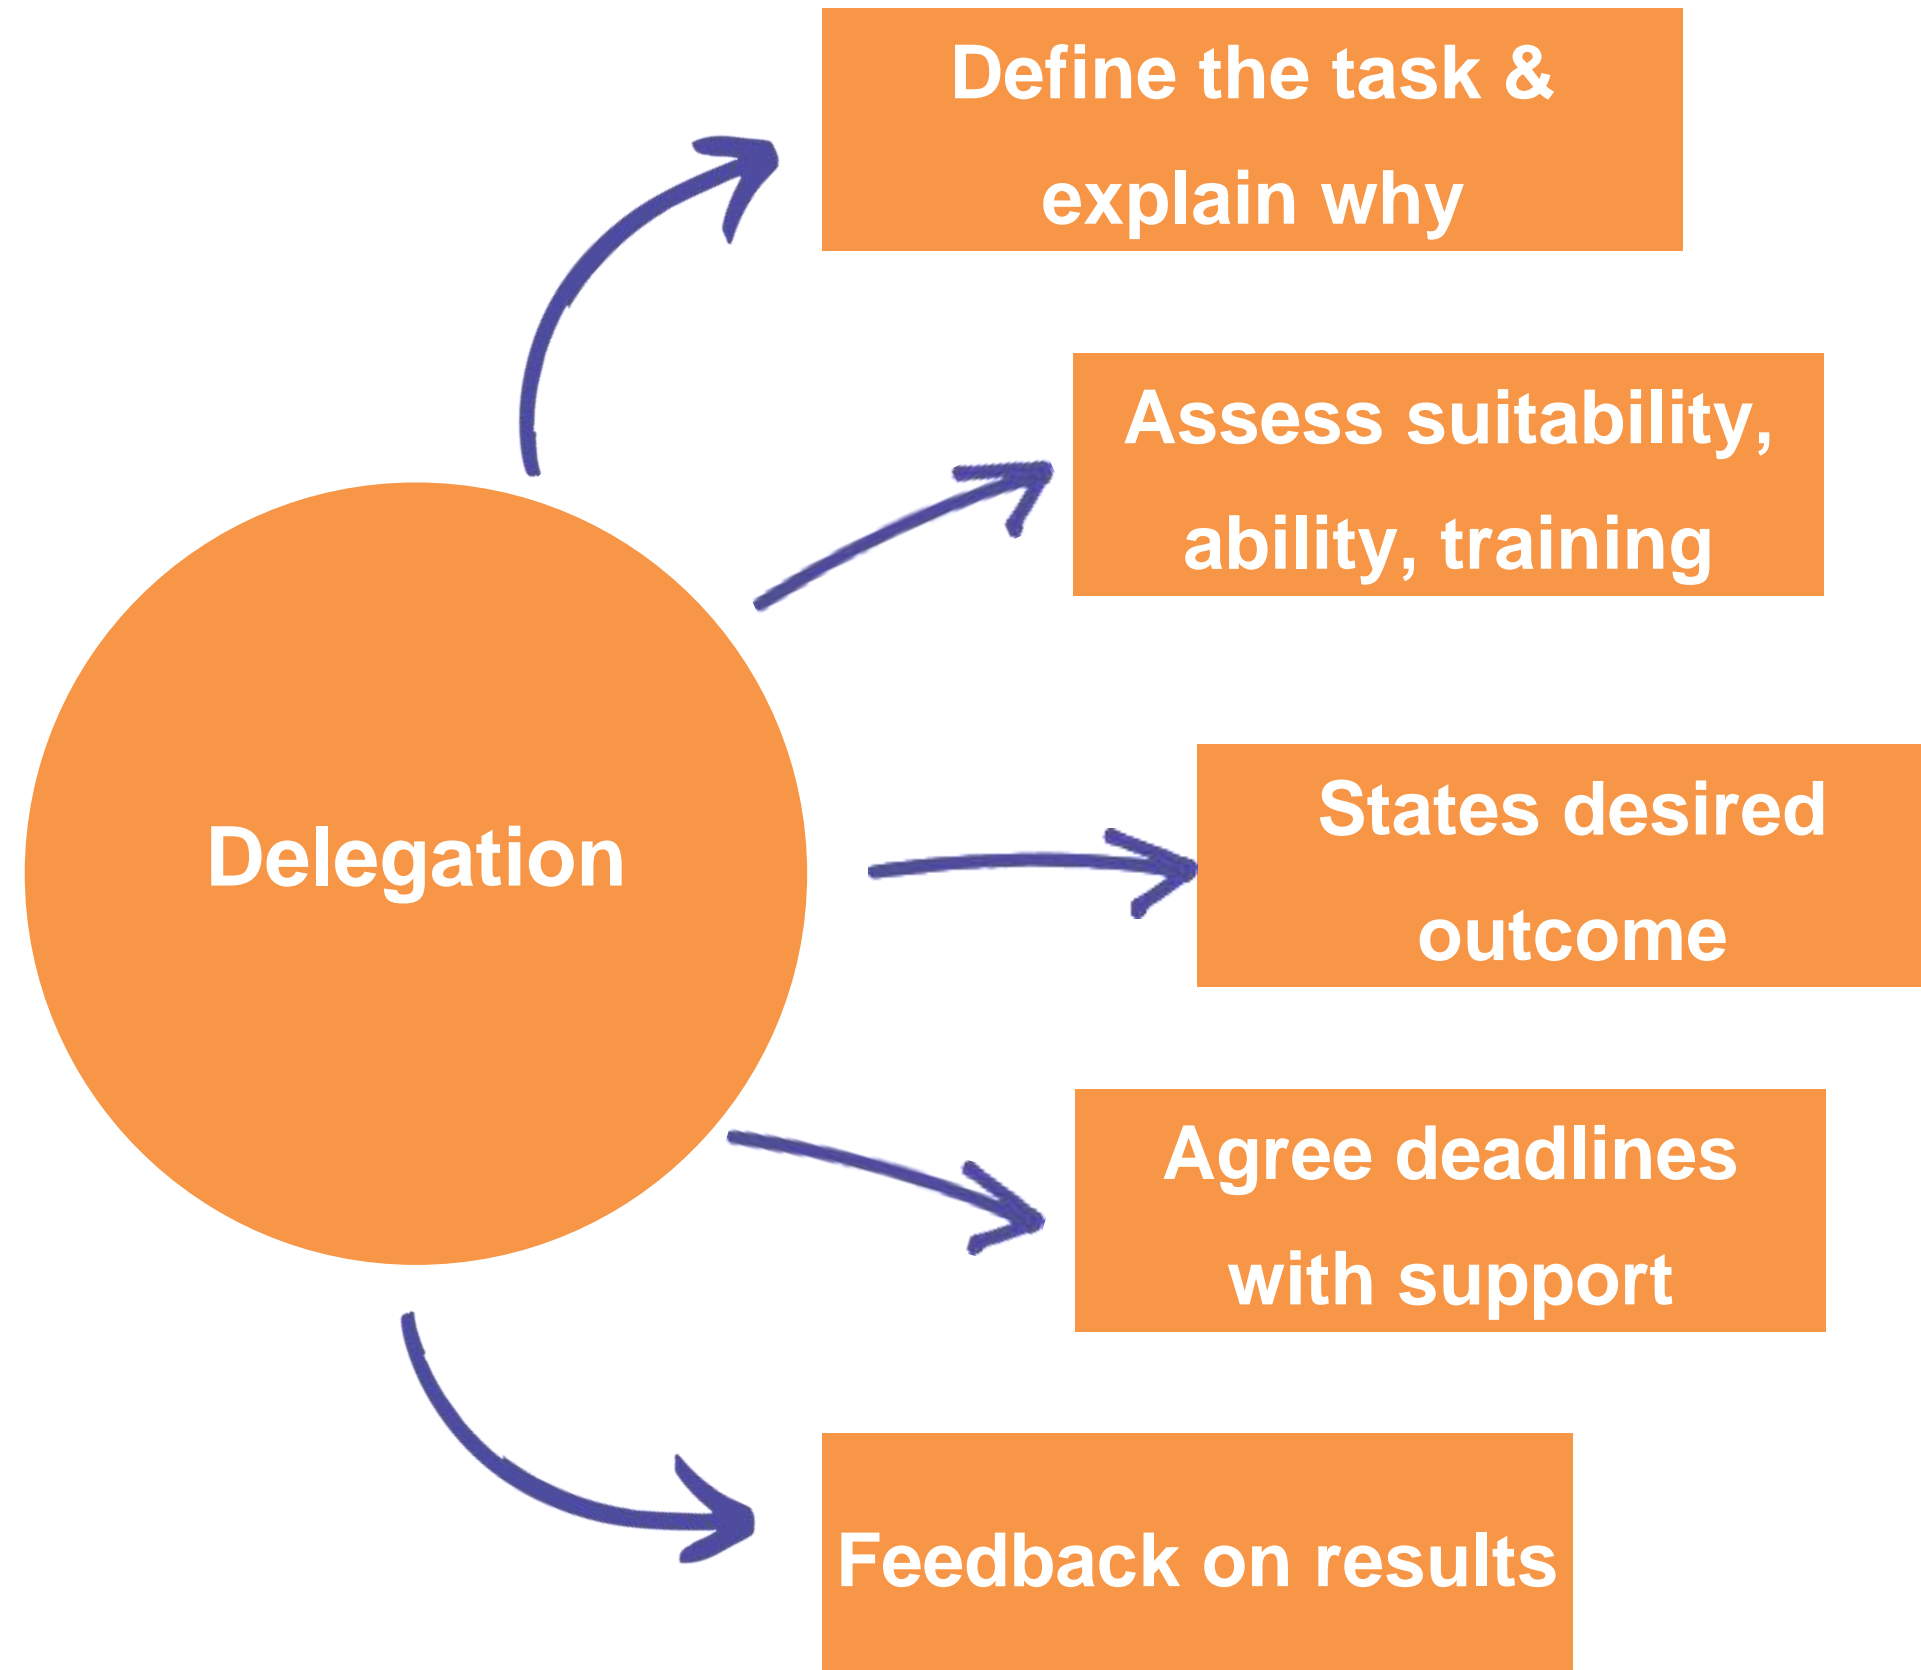 Define the task &
explain why
Assess suitability,
ability, training
Delegation
States desired
outcome
Agree deadlines
with support
Feedback on results